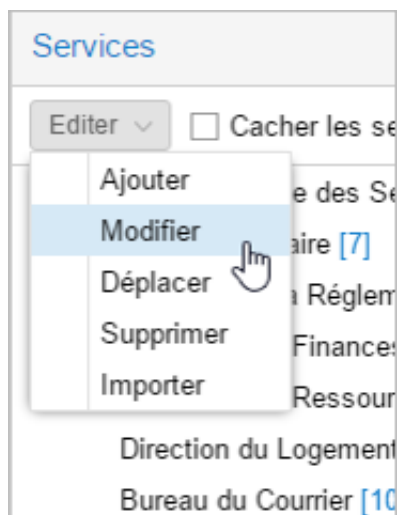 Services
Editer Cacher les se
Ajouter
e des Se
Modifier
aire [7]
Déplacer
Réglem
Supprimer
Finances
Importer
Ressour
Direction du Logement
Bureau du Courrier [10